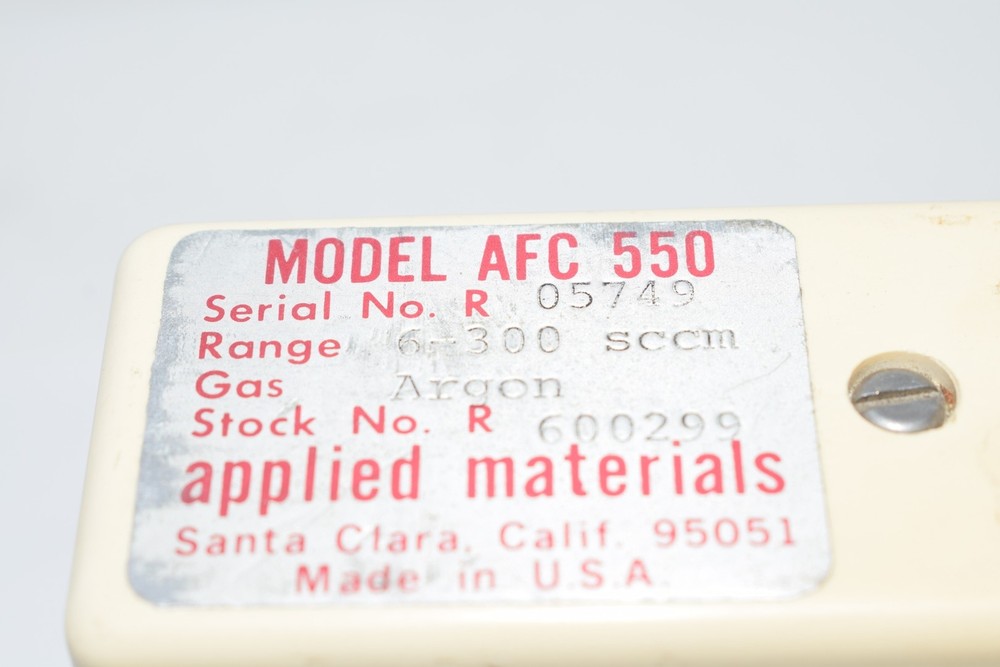 MODEL AFC 550
Serial No. R 05749
Range 6-300 sccm
Gas Argon
Stock No. R 600299
applied materials
Santa Clara, Calif. 95051
Made in U.S.A.